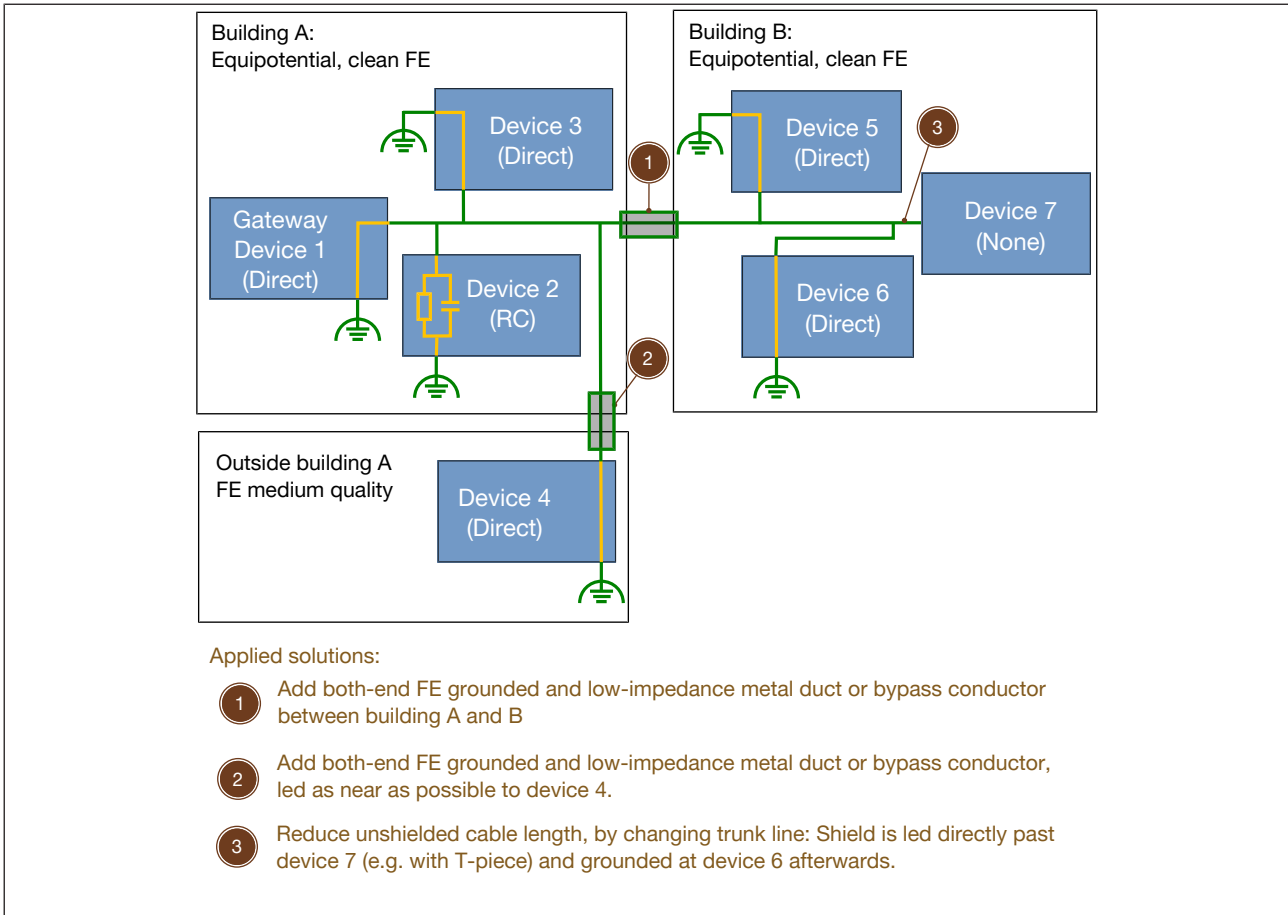 Building A:
Equipotential, clean FE
Building B:
Equipotential, clean FE
Device 3
(Direct)
1
Device 5
(Direct)
3
Gateway
Device 1
(Direct)
Device 7
(None)
Device 2
(RC)
Device 6
(Direct)
2
Outside building A
FE medium quality
Device 4
(Direct)
Applied solutions:
1 Add both-end FE grounded and low-impedance metal duct or bypass conductor
between building A and B
2 Add both-end FE grounded and low-impedance metal duct or bypass conductor,
led as near as possible to device 4.
3 Reduce unshielded cable length, by changing trunk line: Shield is led directly past
device 7 (e.g. with T-piece) and grounded at device 6 afterwards.